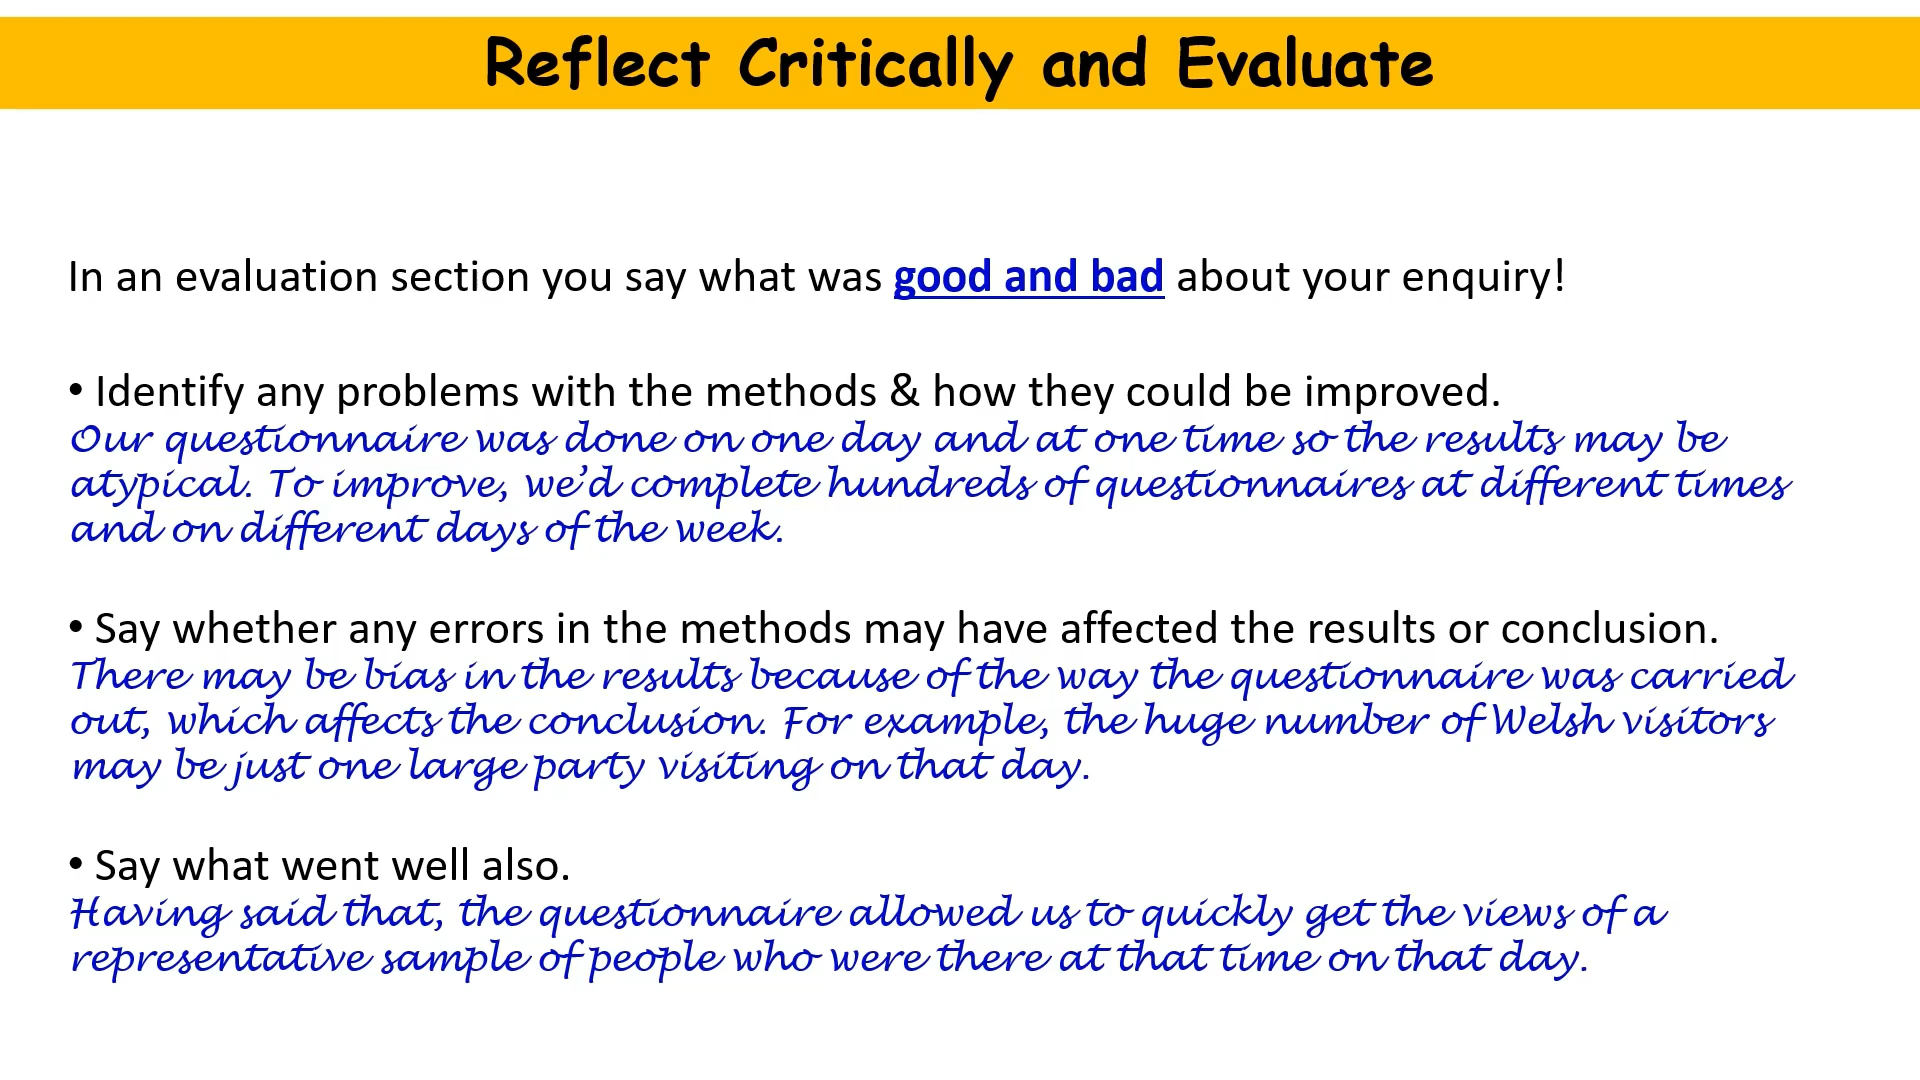 Reflect Critically and Evaluate
In an evaluation section you say what was good and bad about your enquiry!
• Identify any problems with the methods & how they could be improved.
Our questionnaire was done on one day and at one time so the results may be
atypical. To improve, we’d complete hundreds of questionnaires at different times
and on different days of the week.
• Say whether any errors in the methods may have affected the results or conclusion.
There may be bias in the results because of the way the questionnaire was carried
out, which affects the conclusion. For example, the huge number of Welsh visitors
may be just one large party visiting on that day.
• Say what went well also.
Having said that, the questionnaire allowed us to quickly get the views of a
representative sample of people who were there at that time on that day.